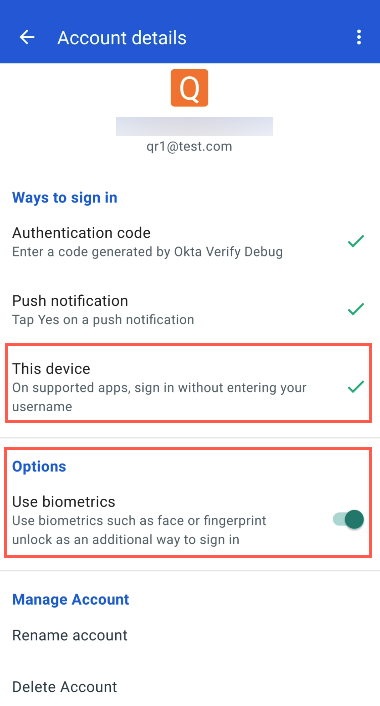 Account details
Q
qr1@test.com
Ways to sign in
Authentication code
Enter a code generated by Okta Verify Debug
Push notification
Tap Yes on a push notification
This device
On supported apps, sign in without entering your
username
Options
Use biometrics
Use biometrics such as face or fingerprint
unlock as an additional way to sign in
Manage Account
Rename account
Delete Account